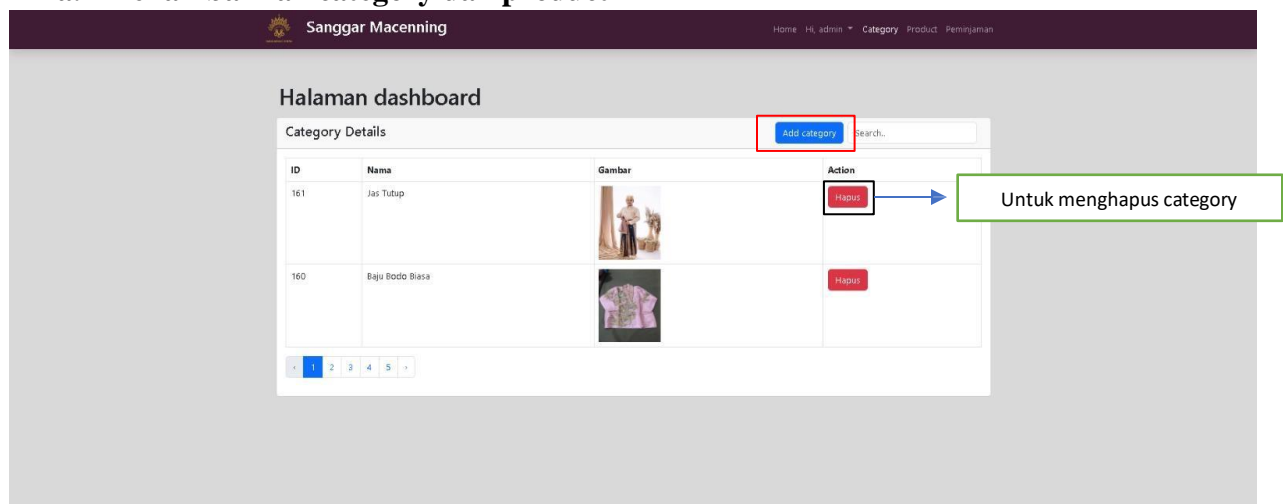 Sanggar Macenning
Home Hi, admin Category Product Peminjaman
Halaman dashboard
Category Details
Add category
Search..
ID Nama Gambar Action
161 Jas Tutup Hapus
Untuk menghapus category
160 Baju Bodo Biasa Hapus
‹ 1 2 3 4 5 ›